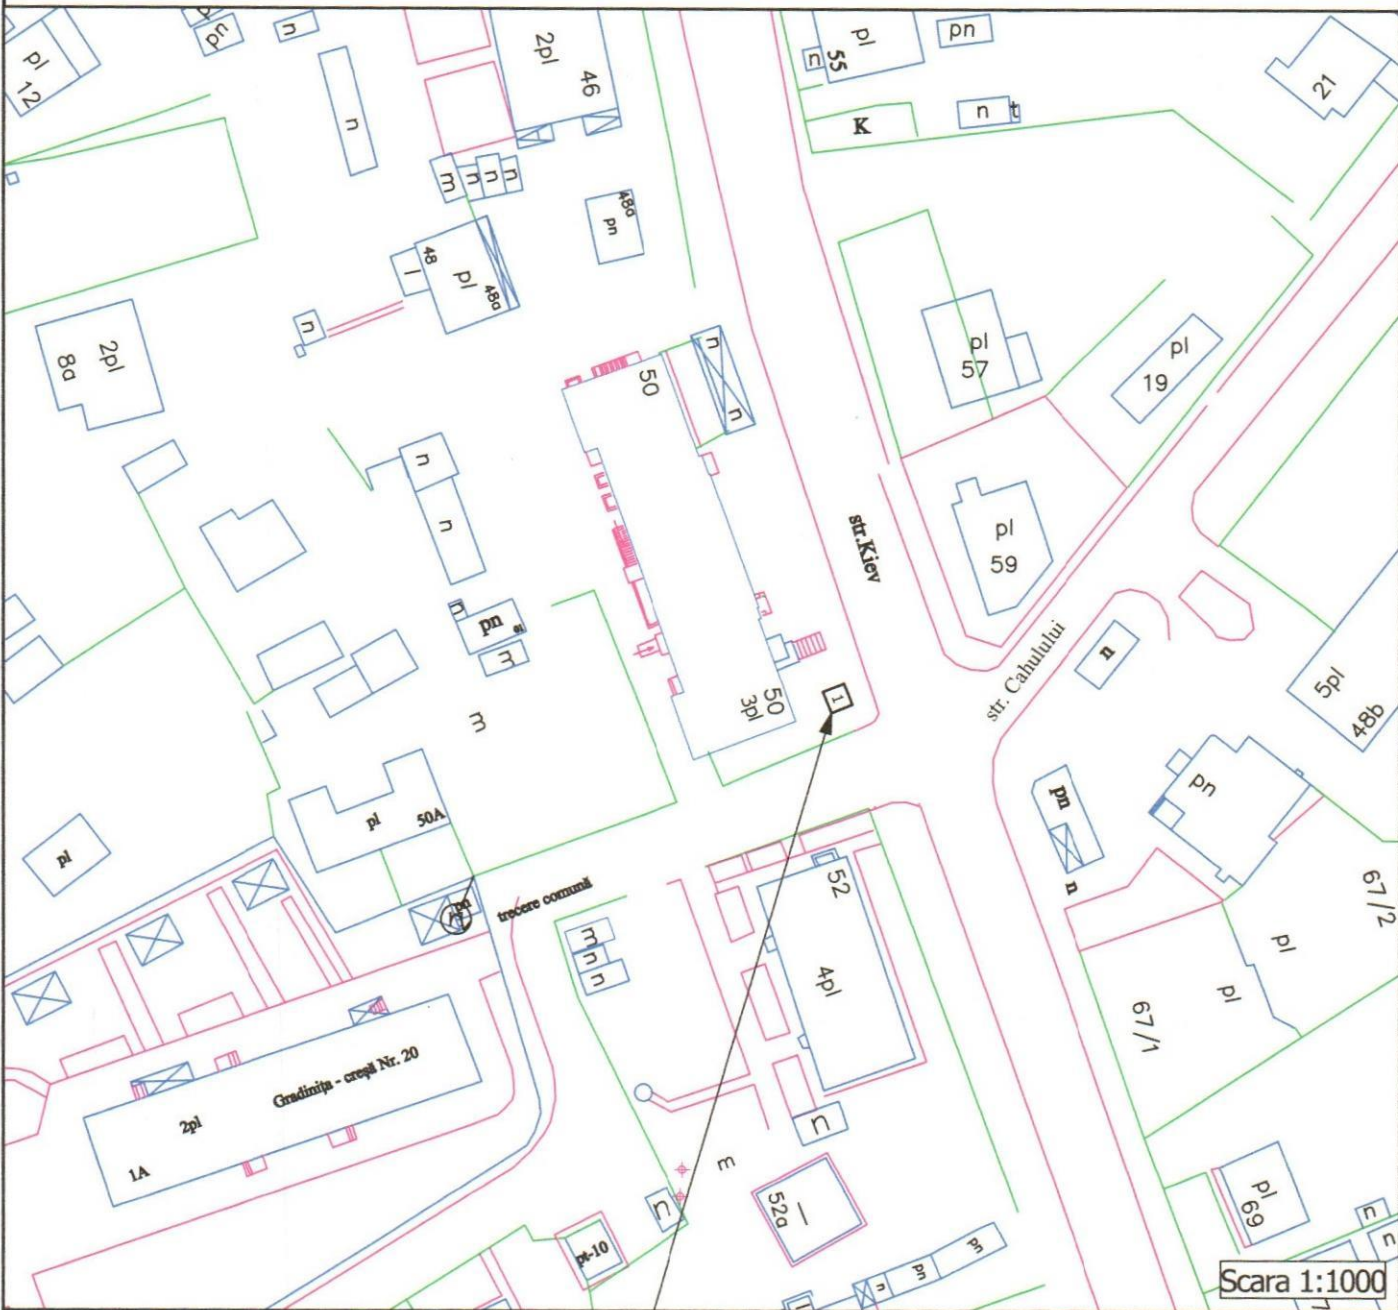 pl
12
pn
n
n
2pl
46
n
55
pl
pn
n t
K
21
m n n n
48a
pn
48
pl
48a
l
n
8a
2pl
50
n
n
pl
57
pl
19
n
n
str.Kiev
pl
59
n
pn
m
m
str. Cahulului
n
5pl
48b
50
3pl
1
pl
50A
pl
pn
n
pn
67/2
52
4pl
trecere comună
pn
m
n
n
67/1
pl
pl
Gradinița - creșă Nr. 20
2pl
1A
n
m
52a
l
n
pt-10
pl
69
n
n
n
pn
pn
l
Scara 1:1000